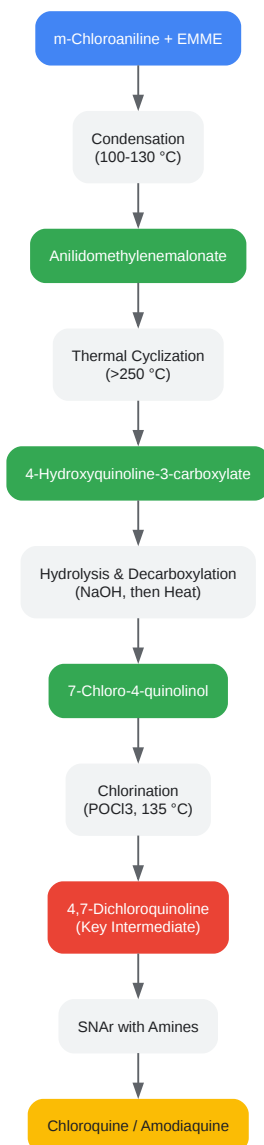 m-Chloroaniline + EMME
Condensation
(100-130 °C)
Anilidomethylenemalonate
Thermal Cyclization
(>250 °C)
4-Hydroxyquinoline-3-carboxylate
Hydrolysis & Decarboxylation
(NaOH, then Heat)
7-Chloro-4-quinolinol
Chlorination
(POCl3, 135 °C)
4,7-Dichloroquinoline
(Key Intermediate)
SNAr with Amines
Chloroquine / Amodiaquine